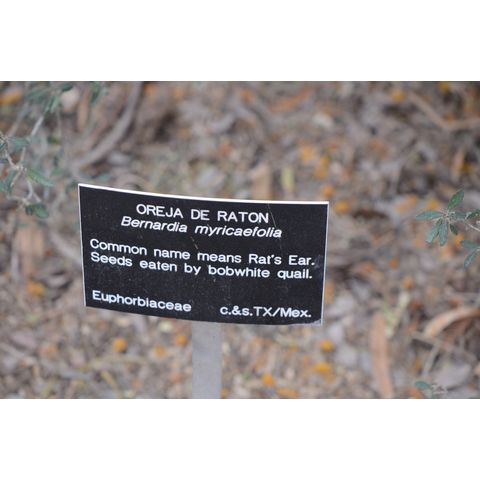 OREJA DE RATON
Bernardia myricaefolia
Common name means Rat's Ear.
Seeds eaten by bobwhite quail.
Euphorbiaceae c.&s.TX/Mex.